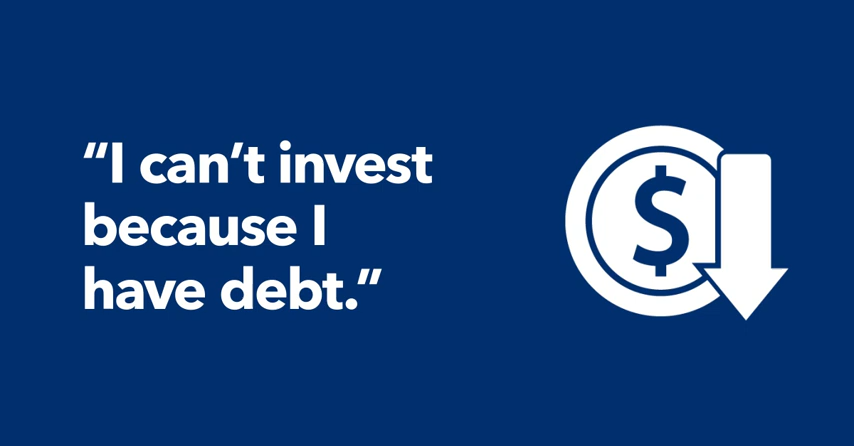 “I can’t invest
because I
have debt.”
$